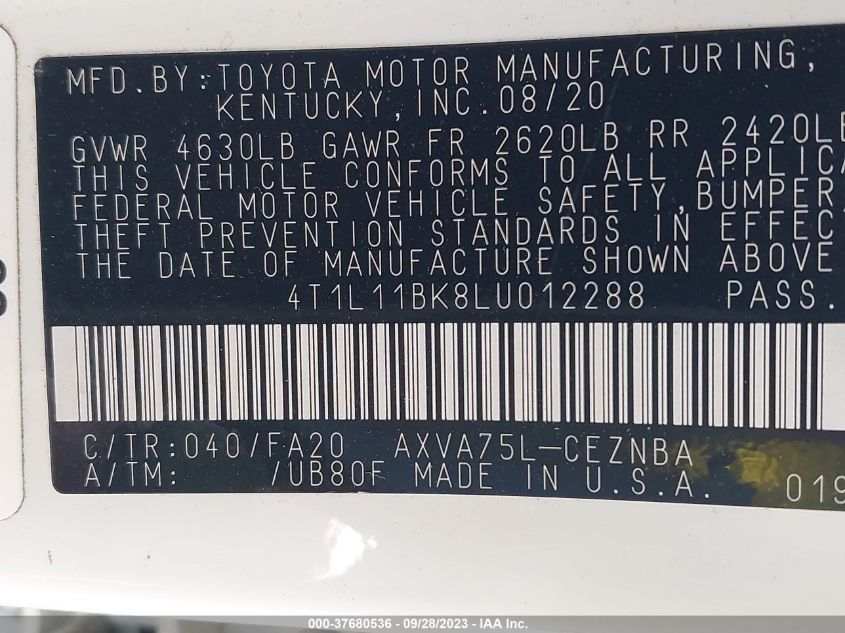 MFD.BY:TOYOTA MOTOR MANUFACTURING,
KENTUCKY,INC.08/20
GVWR 4630LB GAWR FR 2620LB RR 2420LB
THIS VEHICLE CONFORMS TO ALL APPLICA
FEDERAL MOTOR VEHICLE SAFETY,BUMPER,
THEFT PREVENTION STANDARDS IN EFFEC
THE DATE OF MANUFACTURE SHOWN ABOVE
4T1L11BK8LU012288 PASS.
C/TR:040/FA20 AXVA75L-CEZNBA
A/TM: /UB80F MADE IN U.S.A. 019
000-37680536 - 09/28/2023 - IAA Inc.